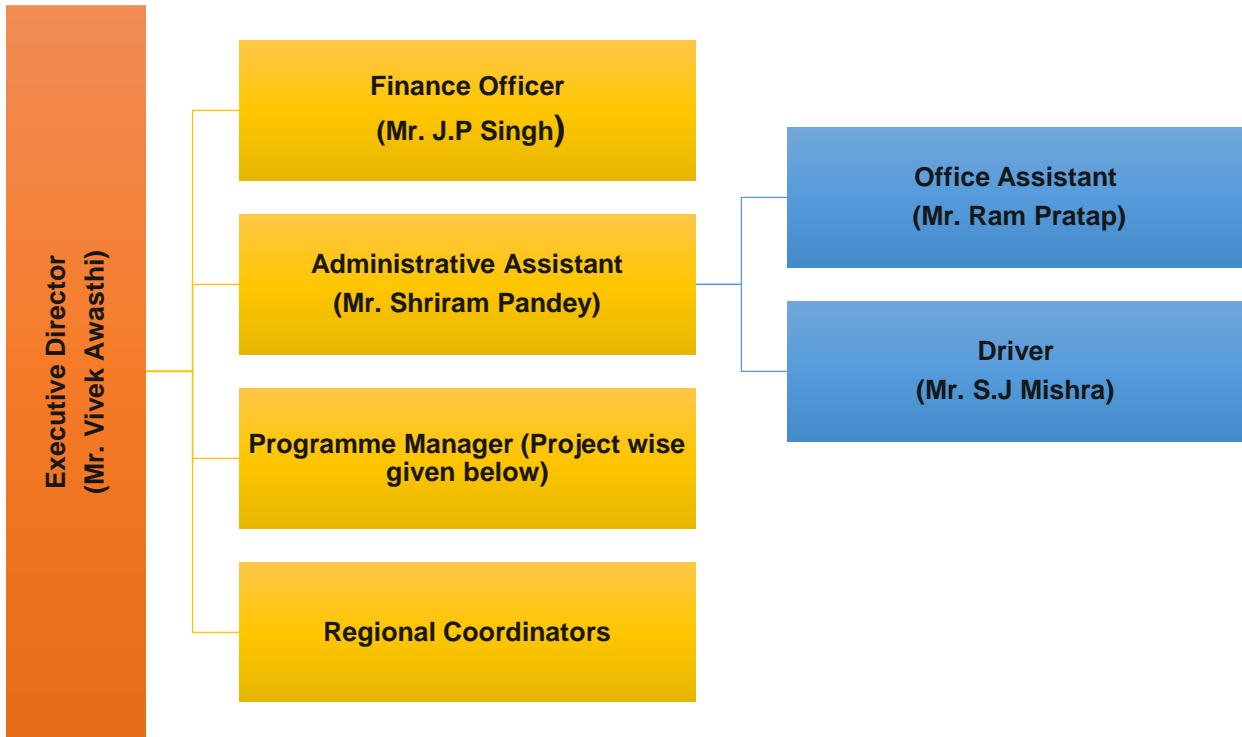 Executive Director
(Mr. Vivek Awasthi)
Finance Officer
(Mr. J.P Singh)
Administrative Assistant
(Mr. Shriram Pandey)
Programme Manager (Project wise
given below)
Regional Coordinators
Office Assistant
(Mr. Ram Pratap)
Driver
(Mr. S.J Mishra)